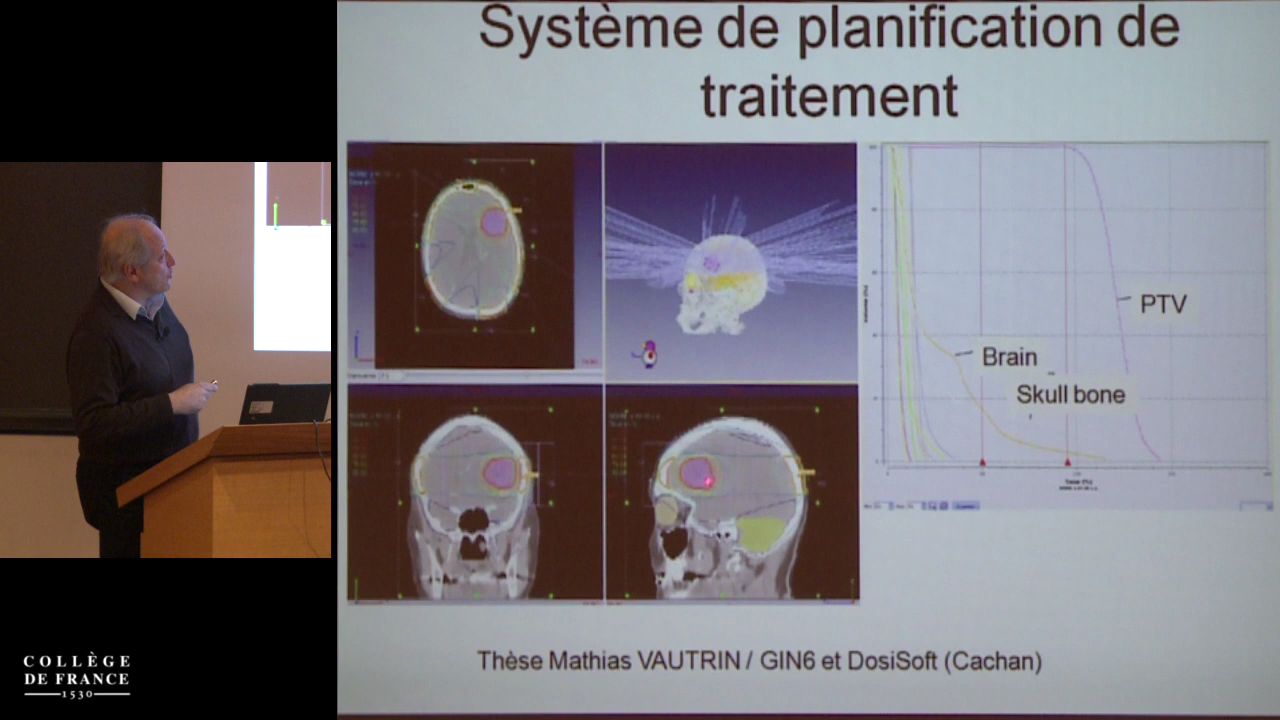 Système de planification de
traitement
PTV
Brain
Skull bone
Thèse Mathias VAUTRIN / GIN6 et DosiSoft (Cachan)
COLLÈGE
DE FRANCE
1530